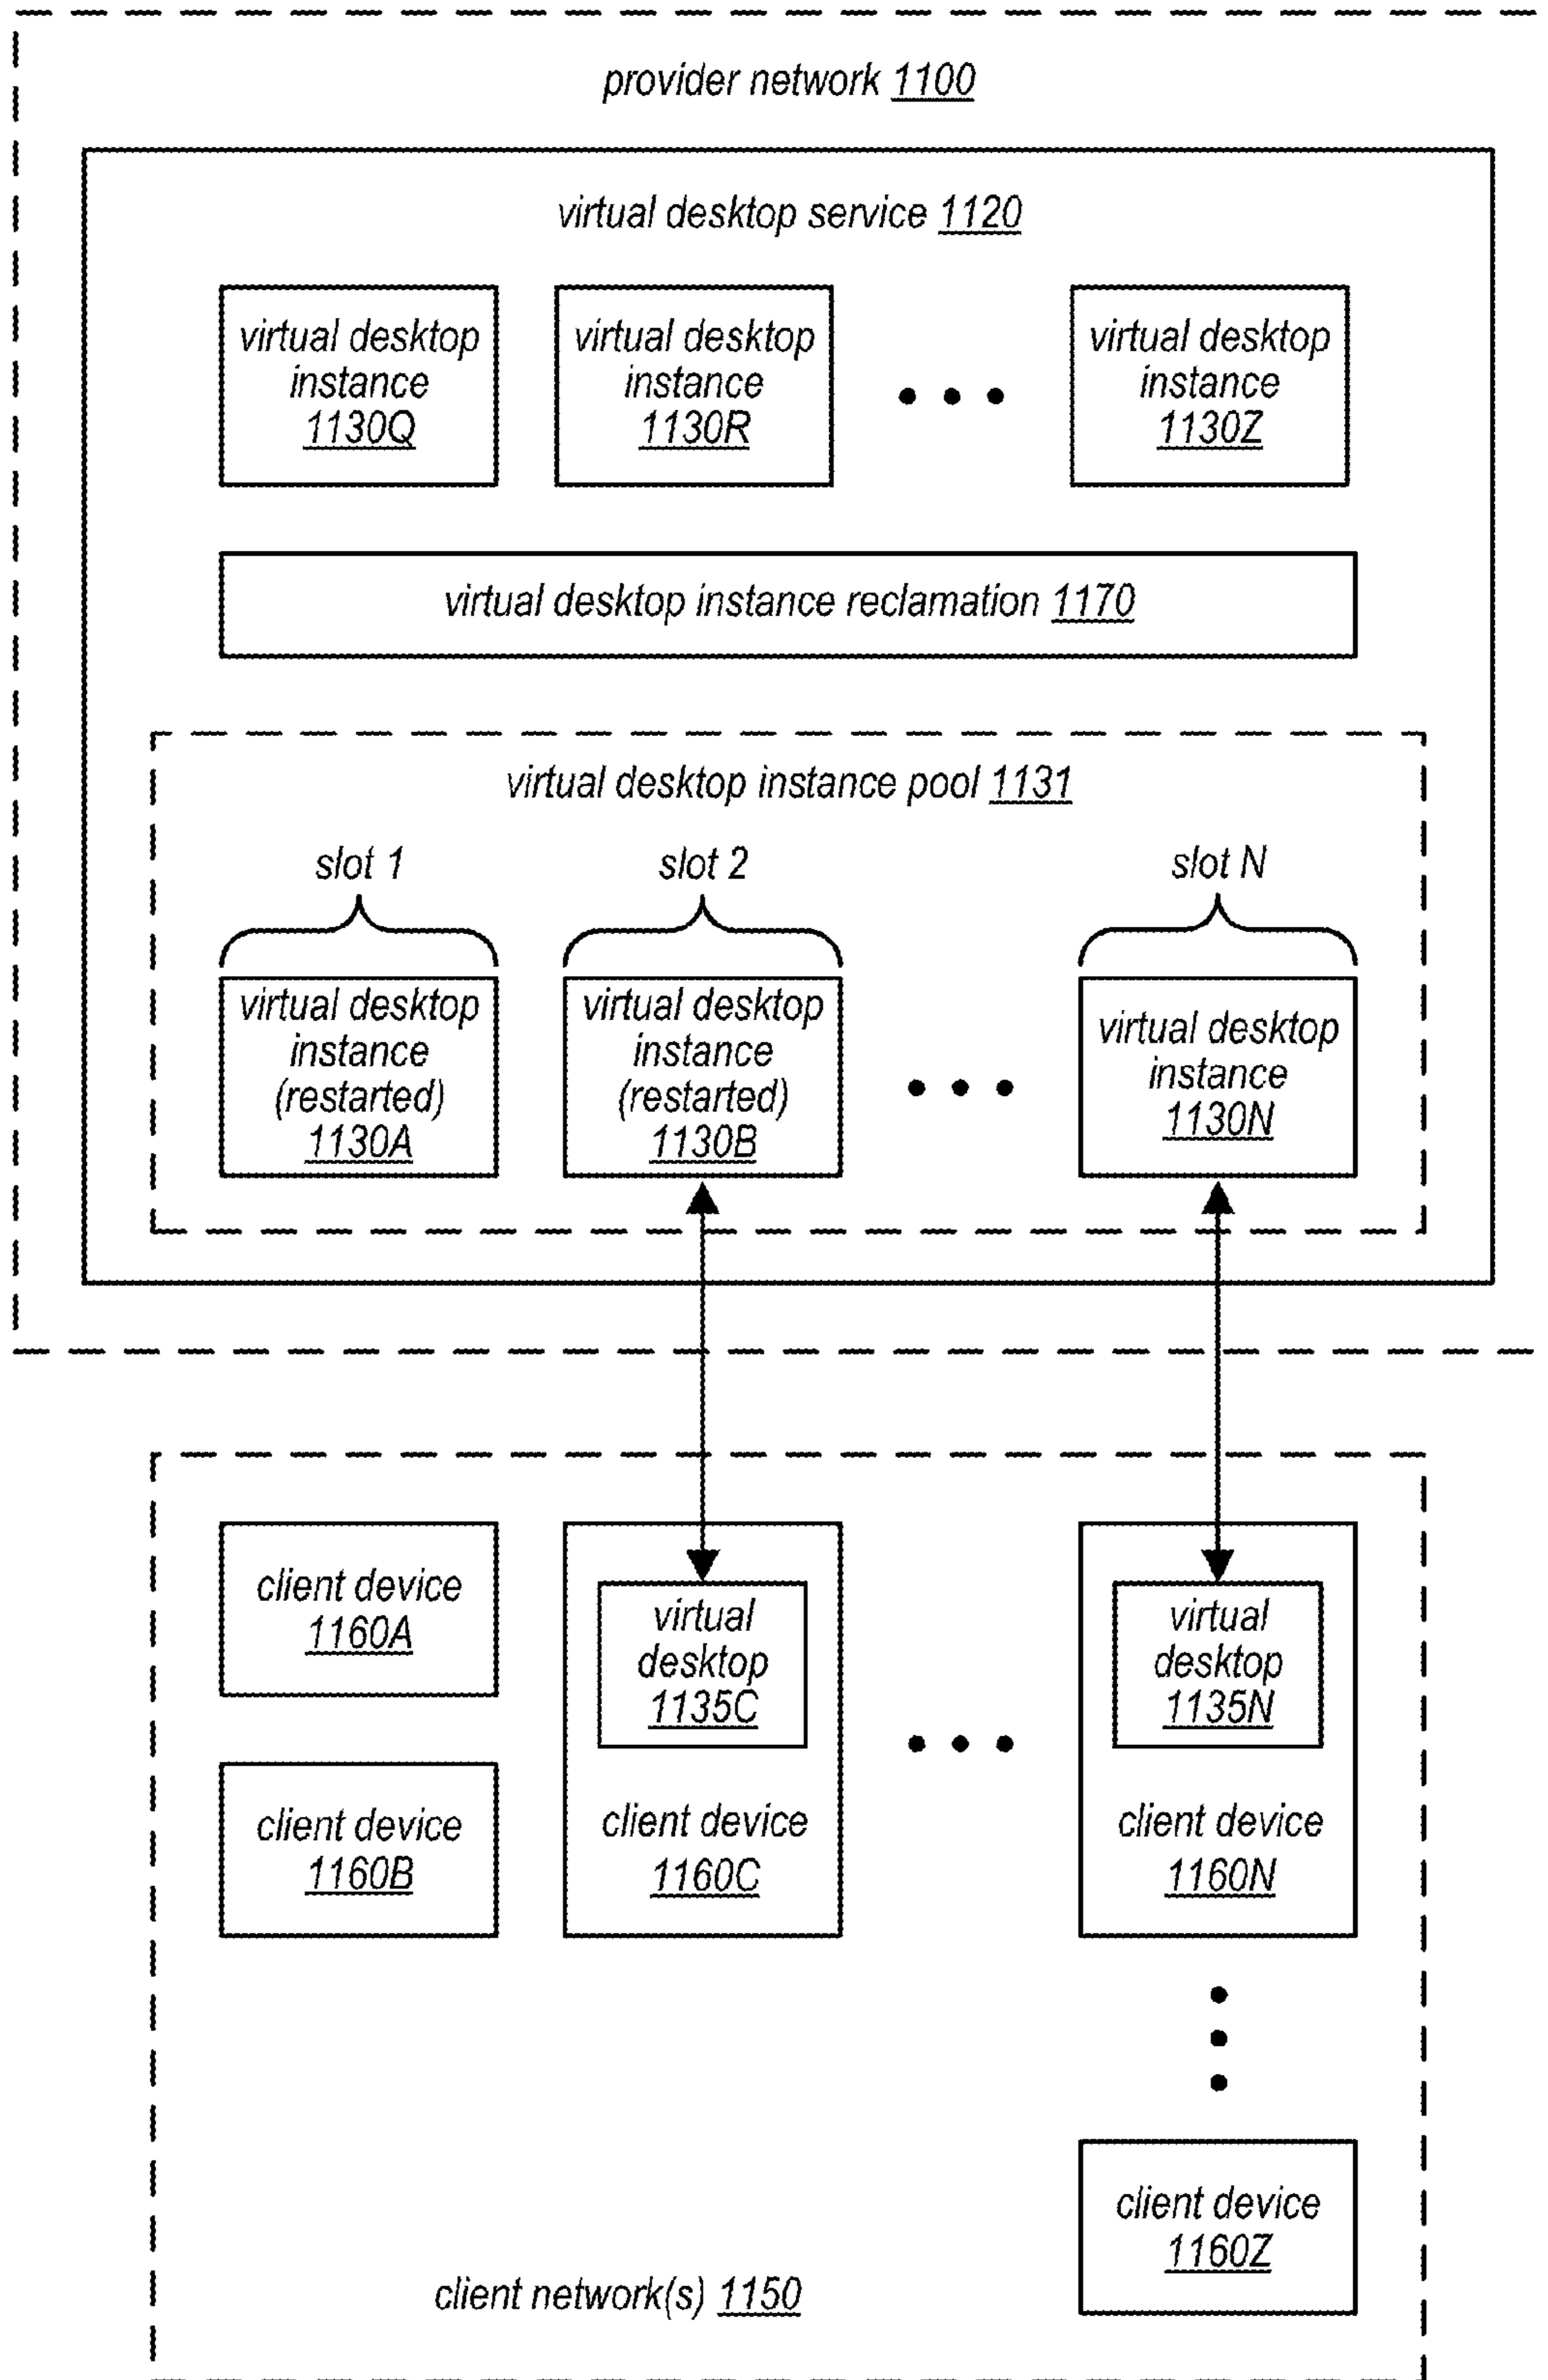 provider network 1100
virtual desktop service 1120
virtual desktop
instance
1130Q
virtual desktop
instance
1130R
virtual desktop
instance
1130Z
virtual desktop instance reclamation 1170
virtual desktop instance pool 1131
slot 1
slot 2
slot N
virtual desktop
instance
(restarted)
1130A
virtual desktop
instance
(restarted)
1130B
virtual desktop
instance
1130N
client device
1160A
client device
1160B
virtual
desktop
1135C
client device
1160C
virtual
desktop
1135N
client device
1160N
client device
1160Z
client network(s) 1150